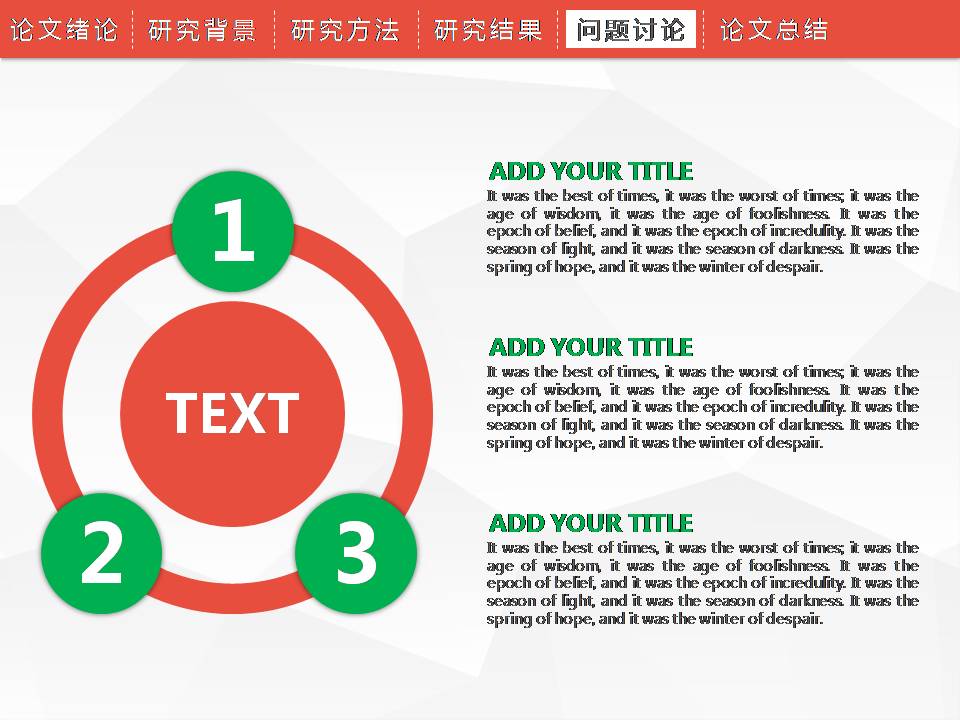 论文绪论 研究背景 研究方法 研究结果 问题讨论 论文总结
1
TEXT
2
3
ADD YOUR TITLE
It was the best of times, it was the worst of times; it was the
age of wisdom, it was the age of foolishness. It was the
epoch of belief, and it was the epoch of incredulity. It was the
season of light, and it was the season of darkness. It was the
spring of hope, and it was the winter of despair.
ADD YOUR TITLE
It was the best of times, it was the worst of times; it was the
age of wisdom, it was the age of foolishness. It was the
epoch of belief, and it was the epoch of incredulity. It was the
season of light, and it was the season of darkness. It was the
spring of hope, and it was the winter of despair.
ADD YOUR TITLE
It was the best of times, it was the worst of times; it was the
age of wisdom, it was the age of foolishness. It was the
epoch of belief, and it was the epoch of incredulity. It was the
season of light, and it was the season of darkness. It was the
spring of hope, and it was the winter of despair.